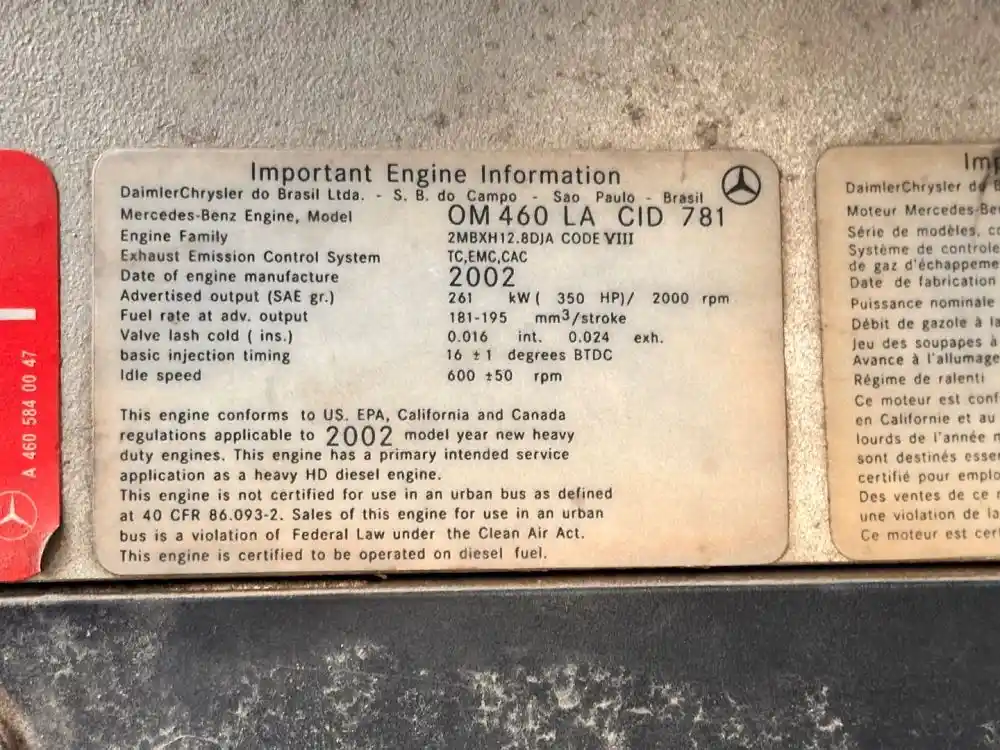 Important Engine Information
DaimlerChrysler do Brasil Ltda. - S. B. do Campo - Sao Paulo - Brasil
Mercedes-Benz Engine, Model OM 460 LA CID 781
Engine Family 2MBXH12.8DJA CODE VIII
Exhaust Emission Control System TC,EMC,CAC
Date of engine manufacture 2002
Advertised output (SAE gr.) 261 kW ( 350 HP)/ 2000 rpm
Fuel rate at adv. output 181-195 mm³/stroke
Valve lash cold ( ins.) 0.016 int. 0.024 exh.
basic injection timing 16 ±1 degrees BTDC
Idle speed 600 ±50 rpm
This engine conforms to US. EPA, California and Canada
regulations applicable to 2002 model year new heavy
duty engines. This engine has a primary intended service
application as a heavy HD diesel engine.
This engine is not certified for use in an urban bus as defined
at 40 CFR 86.093-2. Sales of this engine for use in an urban
bus is a violation of Federal Law under the Clean Air Act.
This engine is certified to be operated on diesel fuel.
A 460 584 00 47
DaimlerChrysler do
Moteur Mercedes-
Série de modèles,
Système de controle
de gaz d'échappeme
Date de fabrication
Puissance nominale
Débit de gazole à
Jeu des soupapes à
Avance à l'allumage
Régime de ralenti
Ce moteur est conf
en Californie et au
lourds de l'année
sont destinés esse
certifié pour emplo
Des ventes de ce
une violation de la
Ce moteur est cert